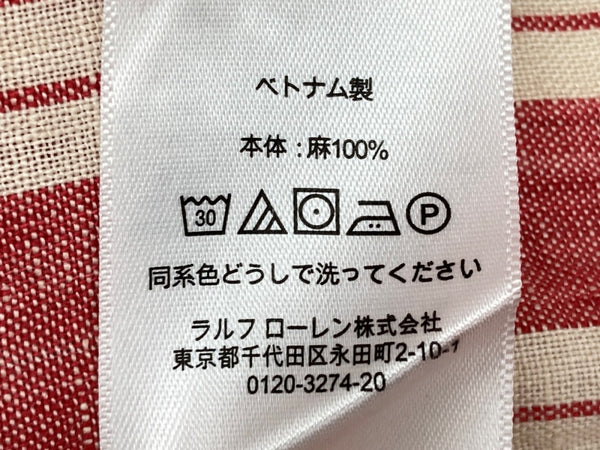 ベトナム製
本体：麻100%
30 P
同系色どうしで洗ってください
ラルフ ローレン株式会社
東京都千代田区永田町2-10-1
0120-3274-20